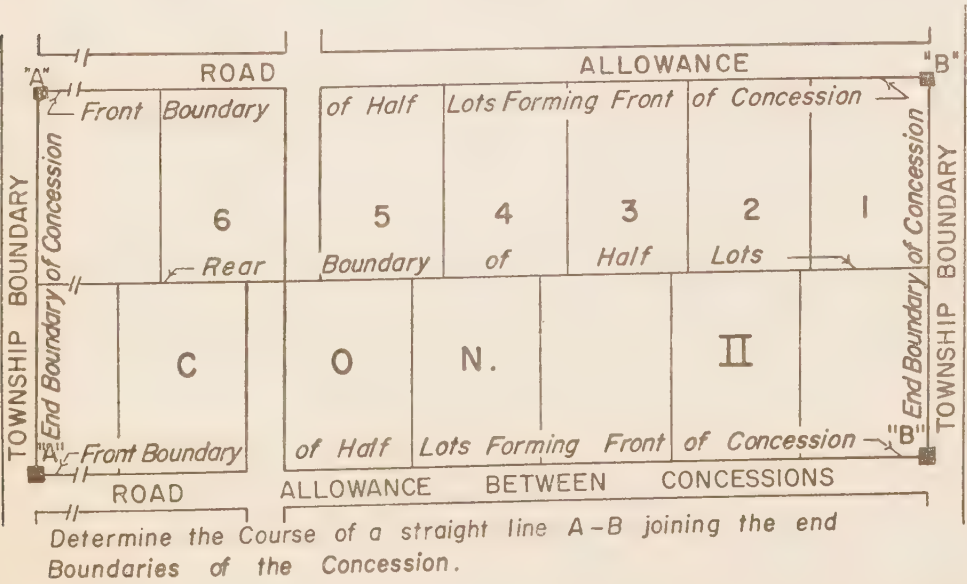 ROAD ALLOWANCE
"A" "B"
Front Boundary of Half Lots Forming Front of Concession
TOWNSHIP BOUNDARY
End Boundary of Concession
End Boundary of Concession
TOWNSHIP BOUNDARY
6 5 4 3 2 1
Rear Boundary of Half Lots
C O N. II
"A" "B"
Front Boundary of Half Lots Forming Front of Concession
ROAD ALLOWANCE BETWEEN CONCESSIONS
Determine the Course of a straight line A-B joining the end
Boundaries of the Concession.